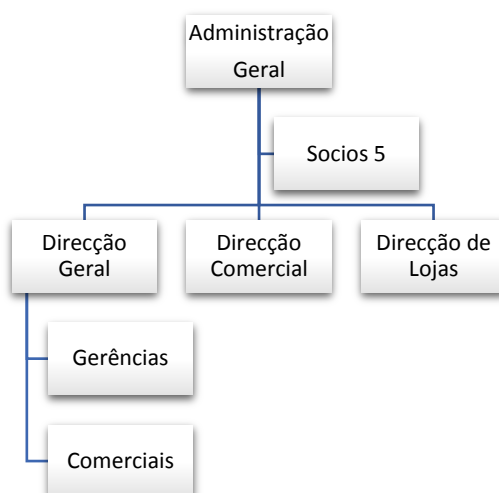 Administração
Geral
Socios 5
Direcção
Geral
Direcção
Comercial
Direcção de
Lojas
Gerências
Comerciais